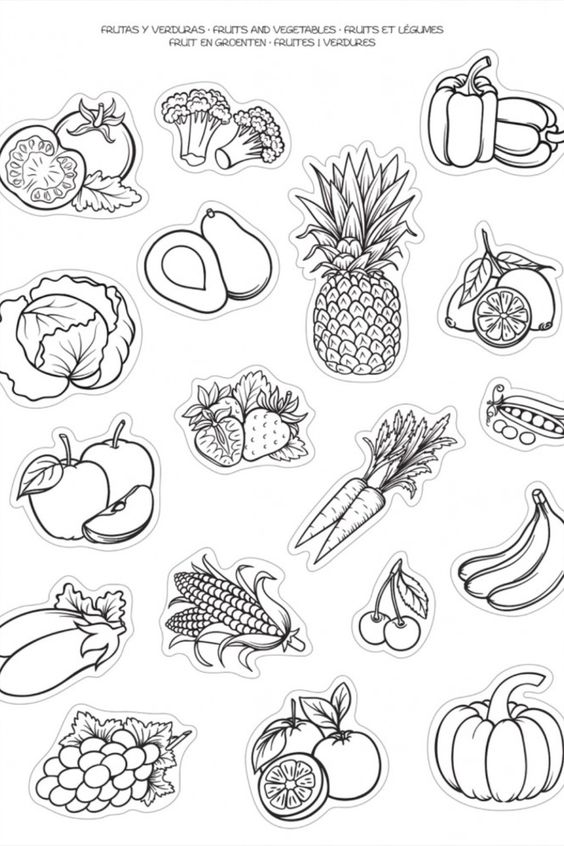 FRUTAS Y VERDURAS · FRUITS AND VEGETABLES · FRUITS ET LÉGUMES
FRUIT EN GROENTEN · FRUITES I VERDURES